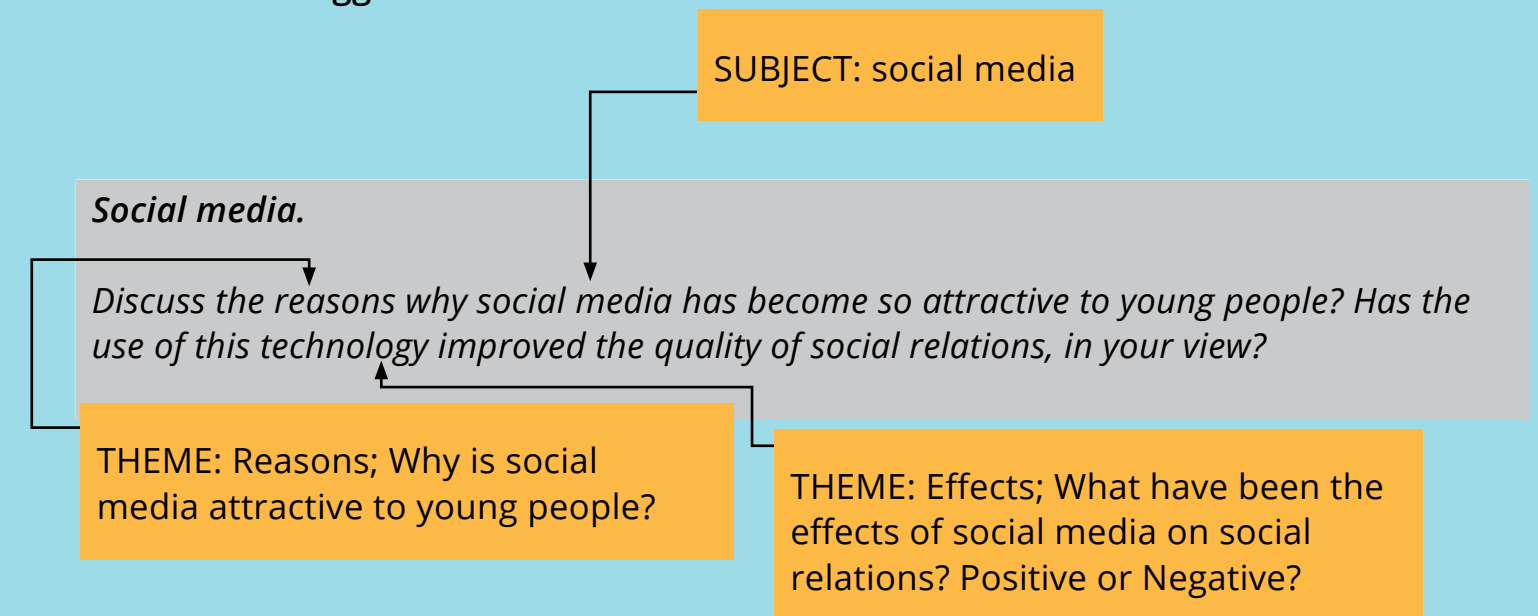 SUBJECT: social media
Social media.
Discuss the reasons why social media has become so attractive to young people? Has the
use of this technology improved the quality of social relations, in your view?
THEME: Reasons; Why is social
media attractive to young people?
THEME: Effects; What have been the
effects of social media on social
relations? Positive or Negative?